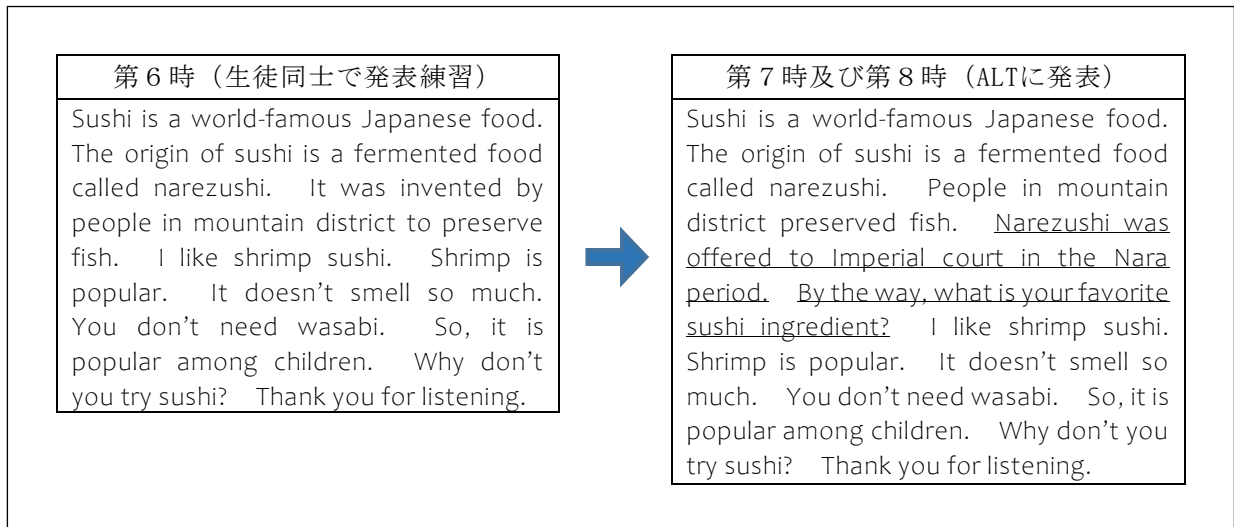 第６時（生徒同士で発表練習）
Sushi is a world-famous Japanese food.
The origin of sushi is a fermented food
called narezushi. It was invented by
people in mountain district to preserve
fish. I like shrimp sushi. Shrimp is
popular. It doesn't smell so much.
You don't need wasabi. So, it is
popular among children. Why don't
you try sushi? Thank you for listening.
第７時及び第８時（ALTに発表）
Sushi is a world-famous Japanese food.
The origin of sushi is a fermented food
called narezushi. People in mountain
district preserved fish. Narezushi was
offered to Imperial court in the Nara
period. By the way, what is your favorite
sushi ingredient? I like shrimp sushi.
Shrimp is popular. It doesn't smell so
much. You don't need wasabi. So, it is
popular among children. Why don't you
try sushi? Thank you for listening.